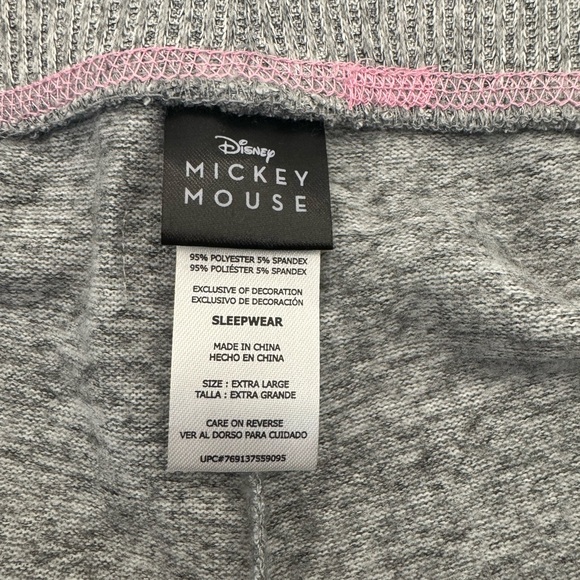 Disney
MICKEY
MOUSE
95% POLYESTER 5% SPANDEX
95% POLIÉSTER 5% SPANDEX
EXCLUSIVE OF DECORATION
EXCLUSIVO DE DECORACIÓN
SLEEPWEAR
MADE IN CHINA
HECHO EN CHINA
SIZE : EXTRA LARGE
TALLA : EXTRA GRANDE
CARE ON REVERSE
VER AL DORSO PARA CUIDADO
UPC#769137559095